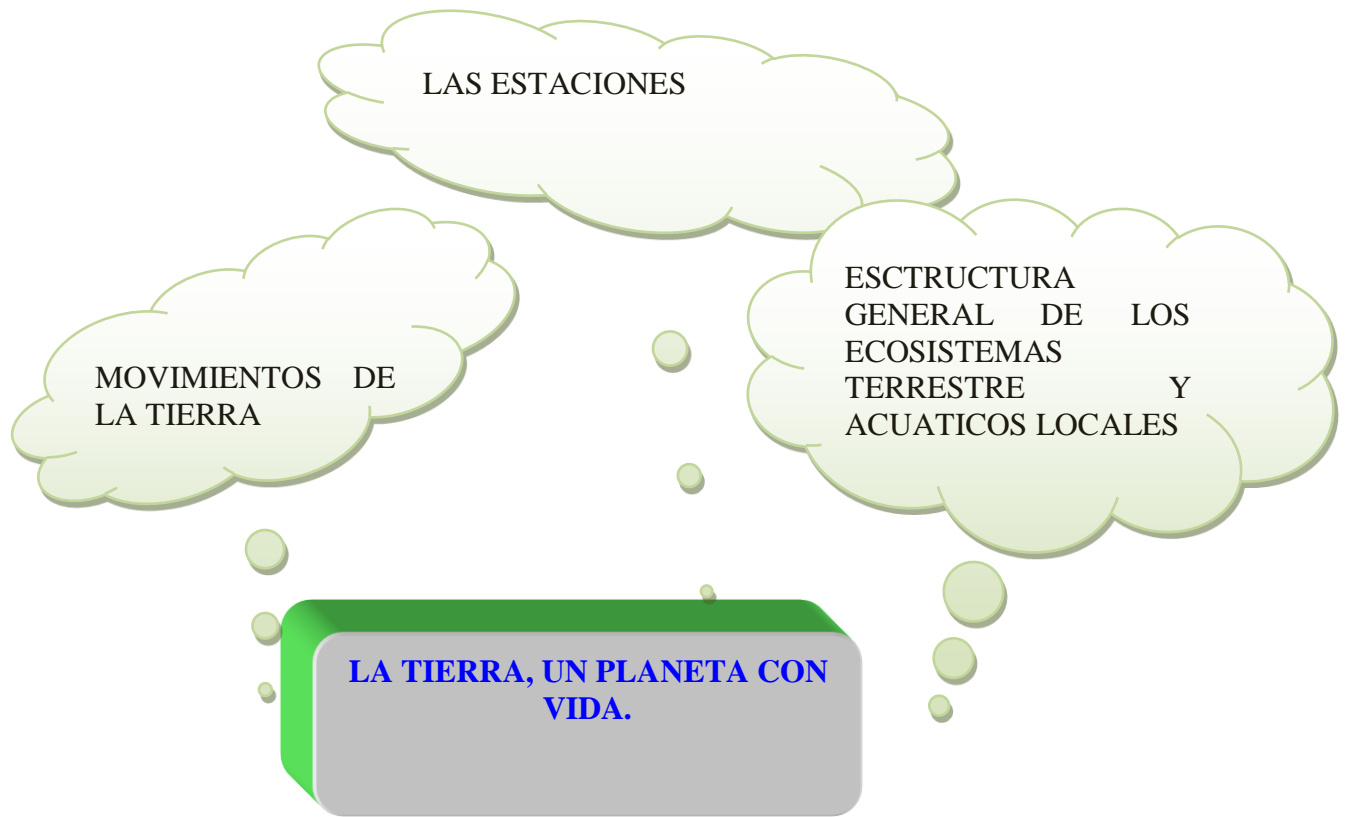 LAS ESTACIONES
MOVIMIENTOS DE
LA TIERRA
ESCTRUCTURA
GENERAL DE LOS
ECOSISTEMAS
TERRESTRE Y
ACUATICOS LOCALES
LA TIERRA, UN PLANETA CON
VIDA.